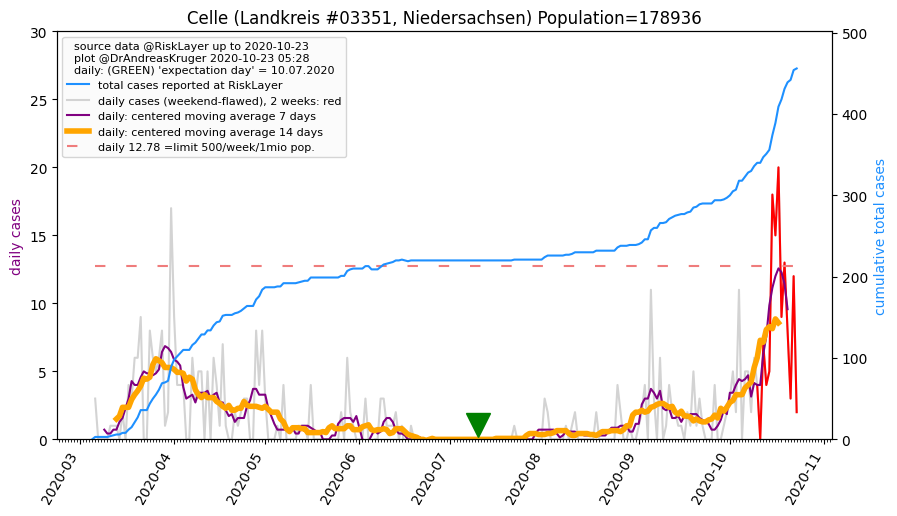 Celle (Landkreis #03351, Niedersachsen) Population=178936
source data @RiskLayer up to 2020-10-23
plot @DrAndreasKruger 2020-10-23 05:28
daily: (GREEN) 'expectation day' = 10.07.2020
total cases reported at RiskLayer
daily cases (weekend-flawed), 2 weeks: red
daily: centered moving average 7 days
daily: centered moving average 14 days
daily 12.78 =limit 500/week/1mio pop.
daily cases
30
25
20
15
10
5
0
cumulative total cases
500
400
300
200
100
0
2020-03
2020-04
2020-05
2020-06
2020-07
2020-08
2020-09
2020-10
2020-11